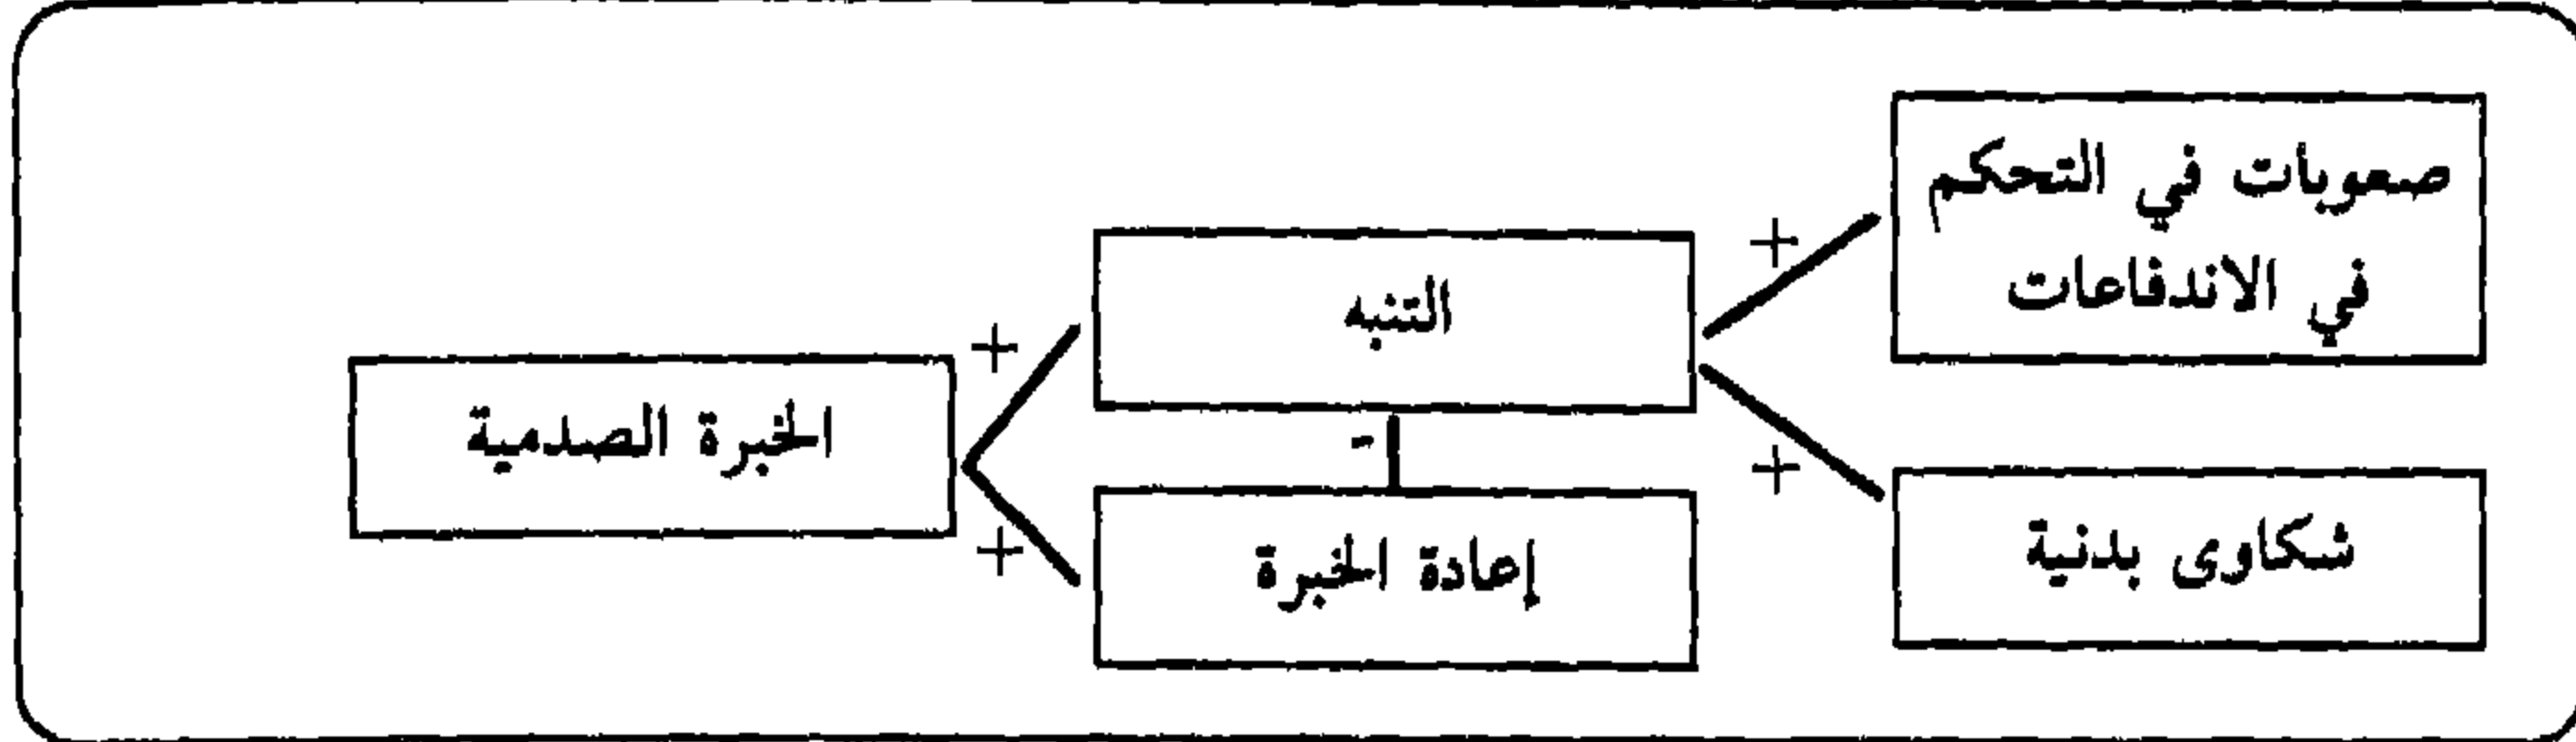 صعوبات في التحكم
في الاندفاعات
+
التنبه
+
الخبرة الصدمية
-
+
+
إعادة الخبرة
شكاوى بدنية